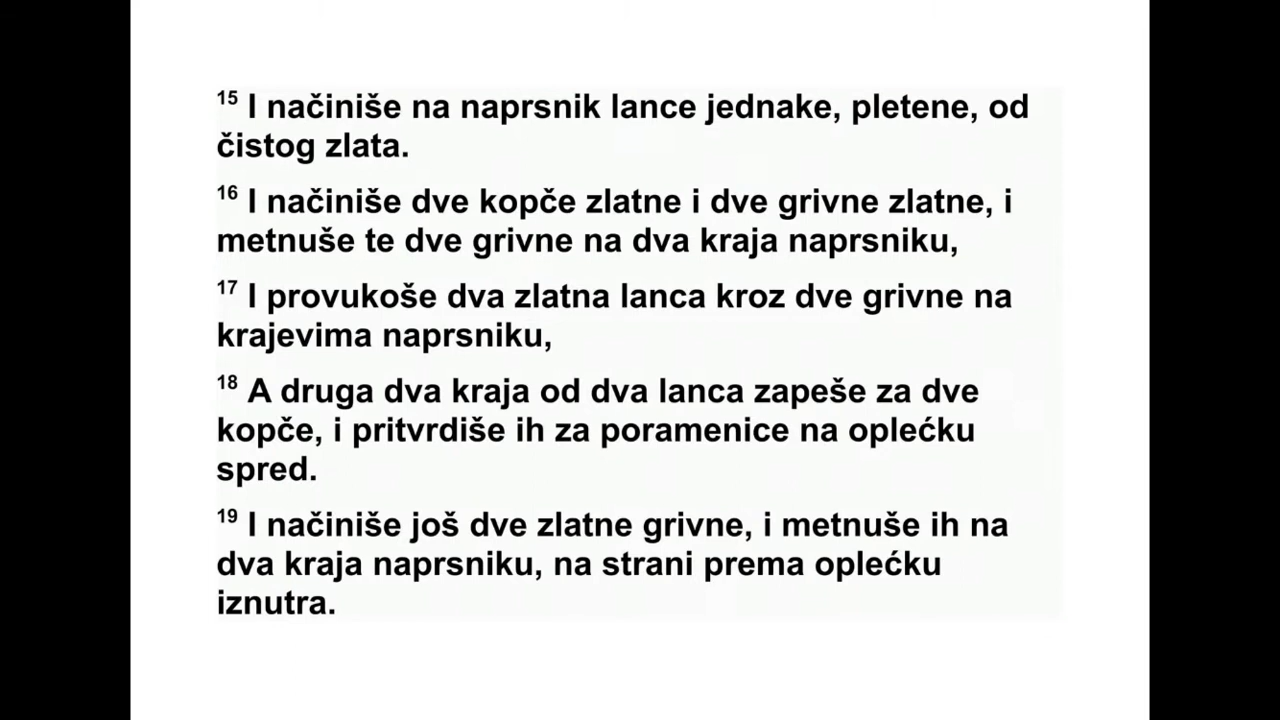 15 I načiniše na naprsnik lance jednake, pletene, od
čistog zlata.
16 I načiniše dve kopče zlatne i dve grivne zlatne, i
metnuše te dve grivne na dva kraja naprsniku,
17 I provukoše dva zlatna lanca kroz dve grivne na
krajevima naprsniku,
18 A druga dva kraja od dva lanca zapeše za dve
kopče, i pritvrdiše ih za poramenice na oplećku
spred.
19 I načiniše još dve zlatne grivne, i metnuše ih na
dva kraja naprsniku, na strani prema oplećku
iznutra.